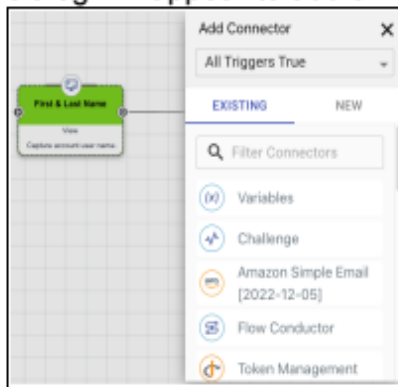 Add Connector
All Triggers True
EXISTING NEW
First & Last Name
View
Capture account user name.
Filter Connectors
Variables
Challenge
Amazon Simple Email
[2022-12-05]
Flow Conductor
Token Management